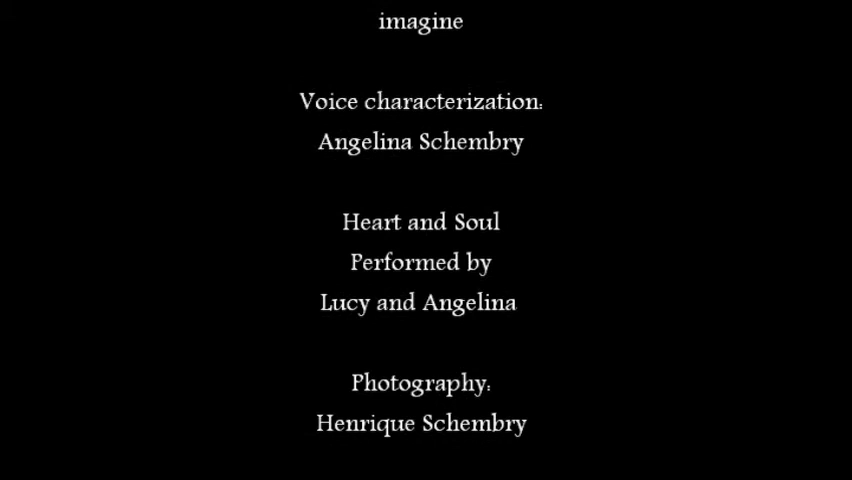 imagine
Voice characterization:
Angelina Schembry
Heart and Soul
Performed by
Lucy and Angelina
Photography:
Henrique Schembry